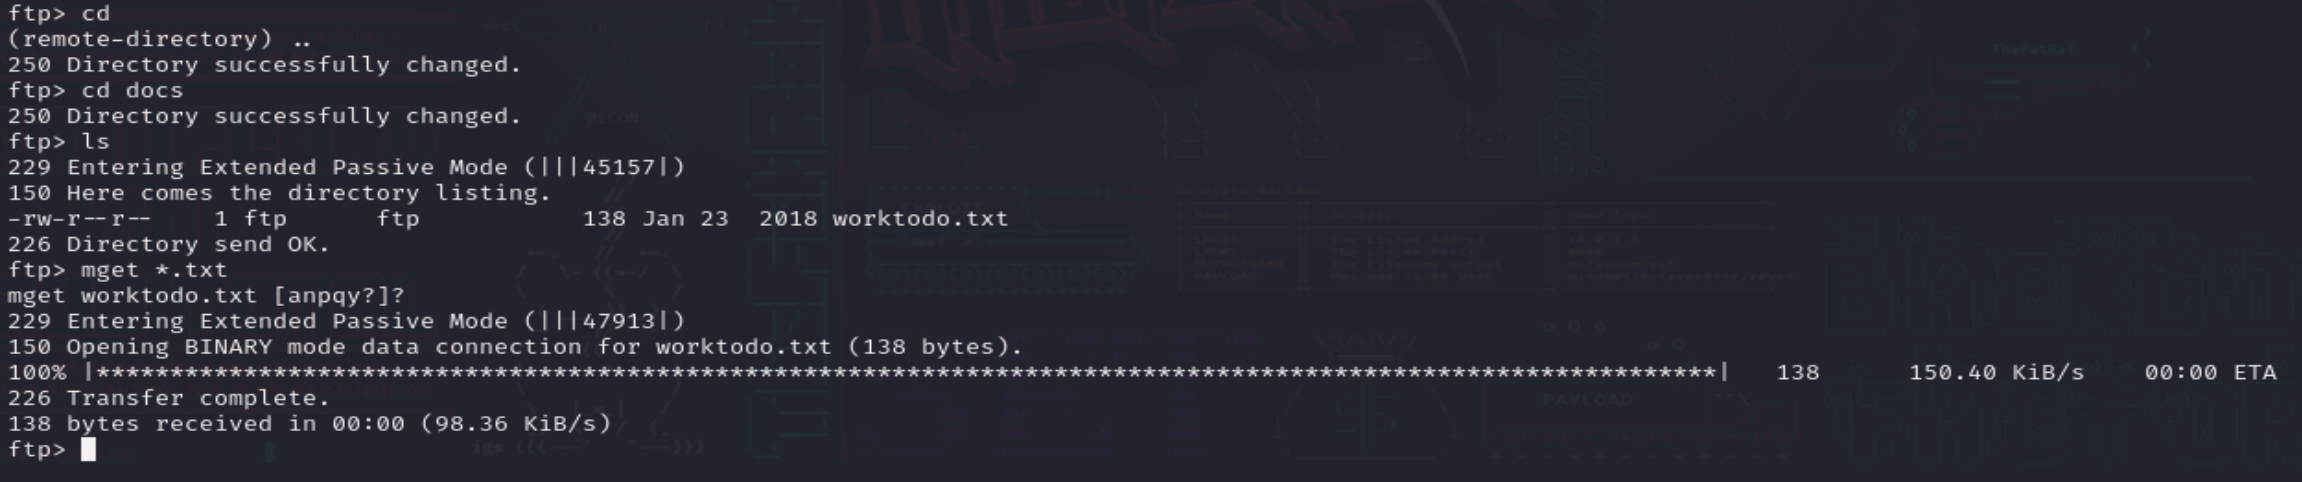 ftp> cd
(remote-directory) ..
250 Directory successfully changed.
ftp> cd docs
250 Directory successfully changed.
ftp> ls
229 Entering Extended Passive Mode (|||45157|)
150 Here comes the directory listing.
-rw-r--r--    1 ftp      ftp           138 Jan 23  2018 worktodo.txt
226 Directory send OK.
ftp> mget *.txt
mget worktodo.txt [anpqy?]?
229 Entering Extended Passive Mode (|||47913|)
150 Opening BINARY mode data connection for worktodo.txt (138 bytes).
100% |**************************************************************************************************************|   138      150.40 KiB/s    00:00 ETA
226 Transfer complete.
138 bytes received in 00:00 (98.36 KiB/s)
ftp>
RECON
TheFatRat
PAYLOAD